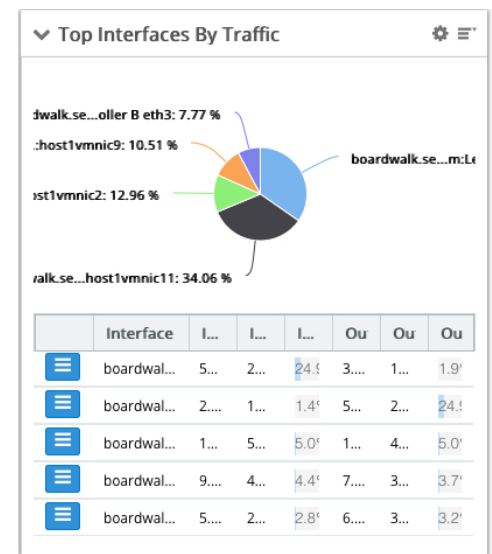 Top Interfaces By Traffic
dwalk.se...oller B eth3: 7.77 %
.:host1vmnic9: 10.51 %
boardwalk.se...m:Le
ost1vmnic2: 12.96 %
valk.se...host1vmnic11: 34.06 %
Interface I... I... I... Ou Ou Ou
boardwal... 5... 2... 24.9 3.... 1... 1.9
boardwal... 2.... 1... 1.4 5... 2... 24.
boardwal... 1... 5... 5.0 1... 4... 5.0
boardwal... 9.... 4... 4.4 7.... 3... 3.7
boardwal... 5.... 2... 2.8 6.... 3... 3.2